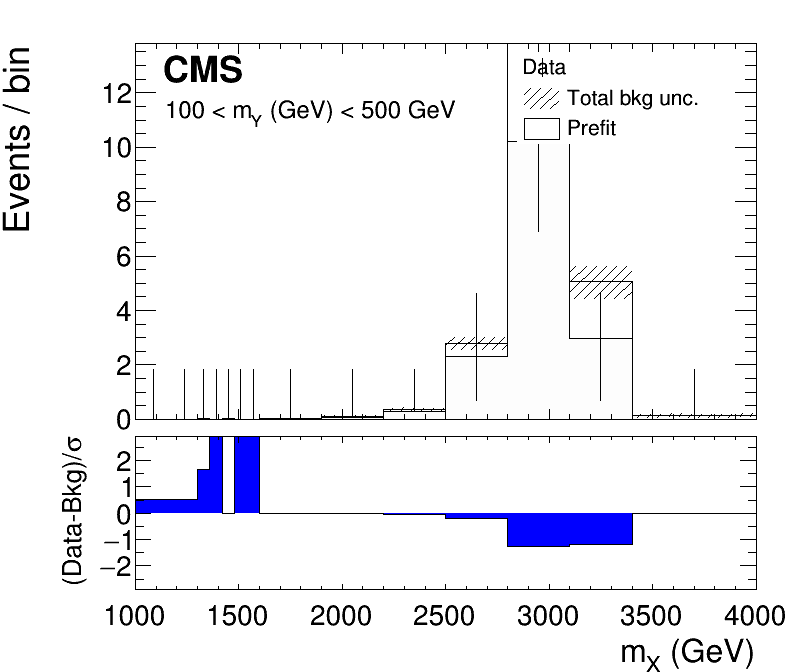 Events / bin
CMS
100 < mY (GeV) < 500 GeV
Data
Total bkg unc.
Prefit
12
10
8
6
4
2
0
(Data-Bkg)/σ
2
1
0
−1
−2
1000 1500 2000 2500 3000 3500 4000
mX (GeV)